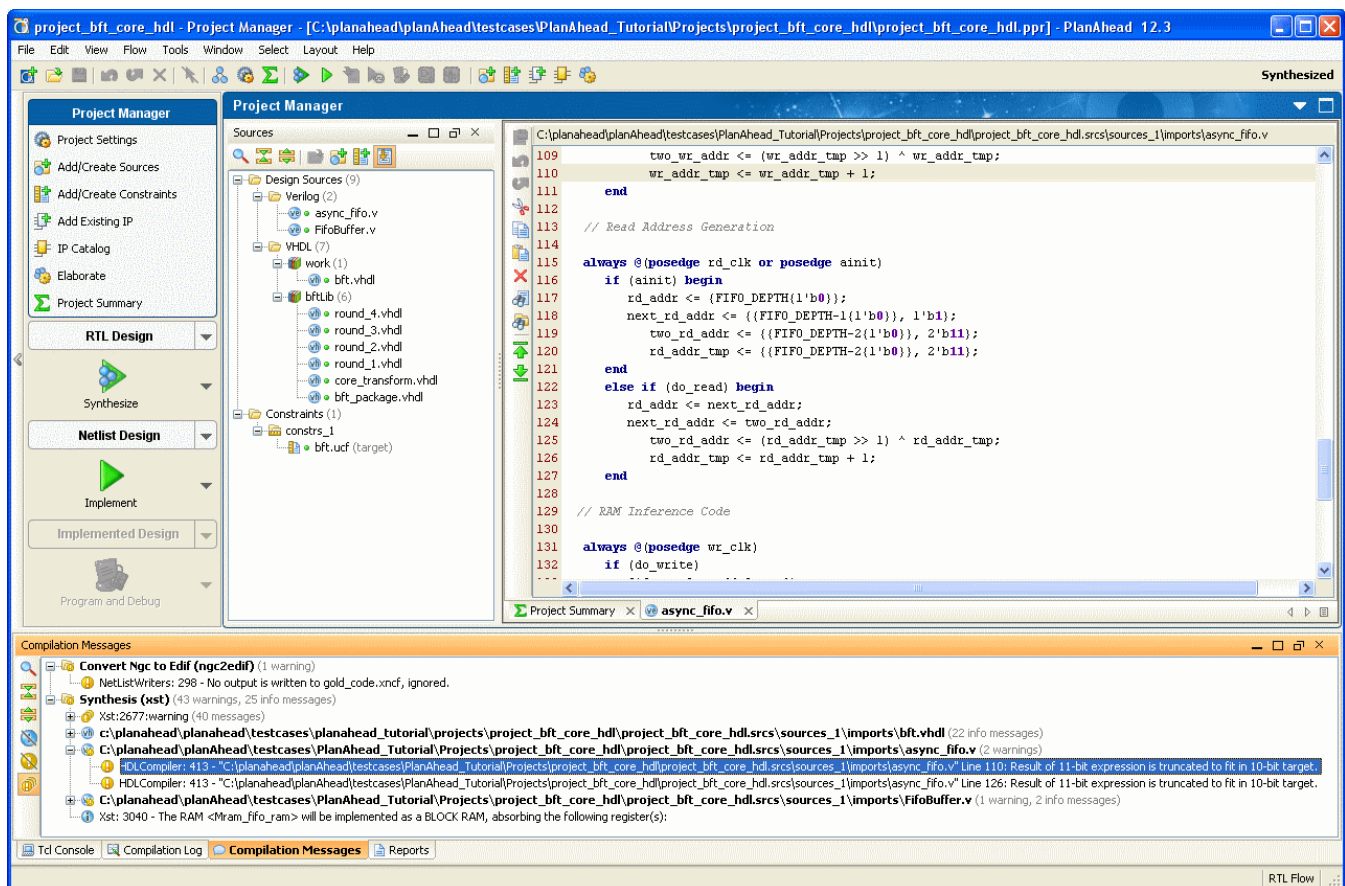 project_bft_core_hdl - Project Manager - [C:\planahead\planAhead\testcases\PlanAhead_Tutorial\Projects\project_bft_core_hdl\project_bft_core_hdl.ppr] - PlanAhead 12.3
File Edit View Flow Tools Window Select Layout Help
Synthesized
Project Manager
Project Settings
Add/Create Sources
Add/Create Constraints
Add Existing IP
IP Catalog
Elaborate
Project Summary
RTL Design
Synthesize
Netlist Design
Implement
Implemented Design
Program and Debug
Project Manager
Sources
Design Sources (9)
Verilog (2)
async_fifo.v
FifoBuffer.v
VHDL (7)
work (1)
bft.vhdl
bftLib (6)
round_4.vhdl
round_3.vhdl
round_2.vhdl
round_1.vhdl
core_transform.vhdl
bft_package.vhdl
Constraints (1)
constrs_1
bft.ucf (target)
C:\planahead\planAhead\testcases\PlanAhead_Tutorial\Projects\project_bft_core_hdl\project_bft_core_hdl.srcs\sources_1\imports\async_fifo.v
109 two_wr_addr <= (wr_addr_tmp >> 1) ^ wr_addr_tmp;
110 wr_addr_tmp <= wr_addr_tmp + 1;
111 end
112
113 // Read Address Generation
114
115 always @(posedge rd_clk or posedge ainit)
116 if (ainit) begin
117 rd_addr <= {FIFO_DEPTH{1'b0}};
118 next_rd_addr <= {{FIFO_DEPTH-1{1'b0}}, 1'b1};
119 two_rd_addr <= {{FIFO_DEPTH-2{1'b0}}, 2'b11};
120 rd_addr_tmp <= {{FIFO_DEPTH-2{1'b0}}, 2'b11};
121 end
122 else if (do_read) begin
123 rd_addr <= next_rd_addr;
124 next_rd_addr <= two_rd_addr;
125 two_rd_addr <= (rd_addr_tmp >> 1) ^ rd_addr_tmp;
126 rd_addr_tmp <= rd_addr_tmp + 1;
127 end
128
129 // RAM Inference Code
130
131 always @(posedge wr_clk)
132 if (do_write)
Project Summary
async_fifo.v
Compilation Messages
Convert Ngc to Edif (ngc2edif) (1 warning)
NetListWriters: 298 - No output is written to gold_code.xncf, ignored.
Synthesis (xst) (43 warnings, 25 info messages)
Xst:2677:warning (40 messages)
c:\planahead\planahead\testcases\planahead_tutorial\projects\project_bft_core_hdl\project_bft_core_hdl.srcs\sources_1\imports\bft.vhdl (22 info messages)
C:\planahead\planAhead\testcases\PlanAhead_Tutorial\Projects\project_bft_core_hdl\project_bft_core_hdl.srcs\sources_1\imports\async_fifo.v (2 warnings)
HDLCompiler: 413 - "C:\planahead\planAhead\testcases\PlanAhead_Tutorial\Projects\project_bft_core_hdl\project_bft_core_hdl.srcs\sources_1\imports\async_fifo.v" Line 110: Result of 11-bit expression is truncated to fit in 10-bit target.
HDLCompiler: 413 - "C:\planahead\planAhead\testcases\PlanAhead_Tutorial\Projects\project_bft_core_hdl\project_bft_core_hdl.srcs\sources_1\imports\async_fifo.v" Line 126: Result of 11-bit expression is truncated to fit in 10-bit target.
C:\planahead\planAhead\testcases\PlanAhead_Tutorial\Projects\project_bft_core_hdl\project_bft_core_hdl.srcs\sources_1\imports\FifoBuffer.v (1 warning, 2 info messages)
Xst: 3040 - The RAM <Mram_fifo_ram> will be implemented as a BLOCK RAM, absorbing the following register(s):
Tcl Console
Compilation Log
Compilation Messages
Reports
RTL Flow